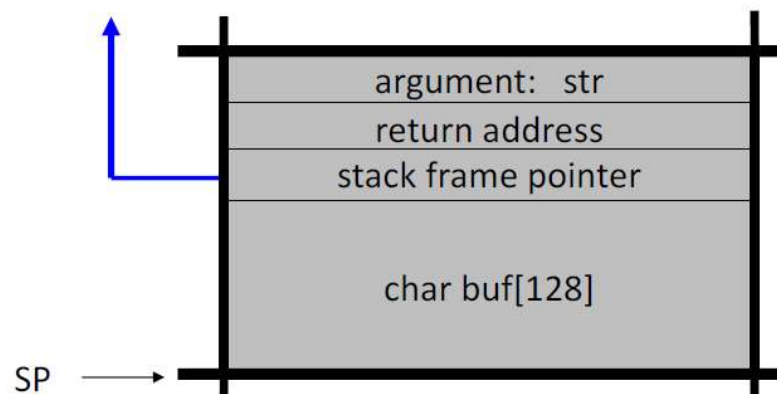 argument: str
return address
stack frame pointer
char buf[128]
SP